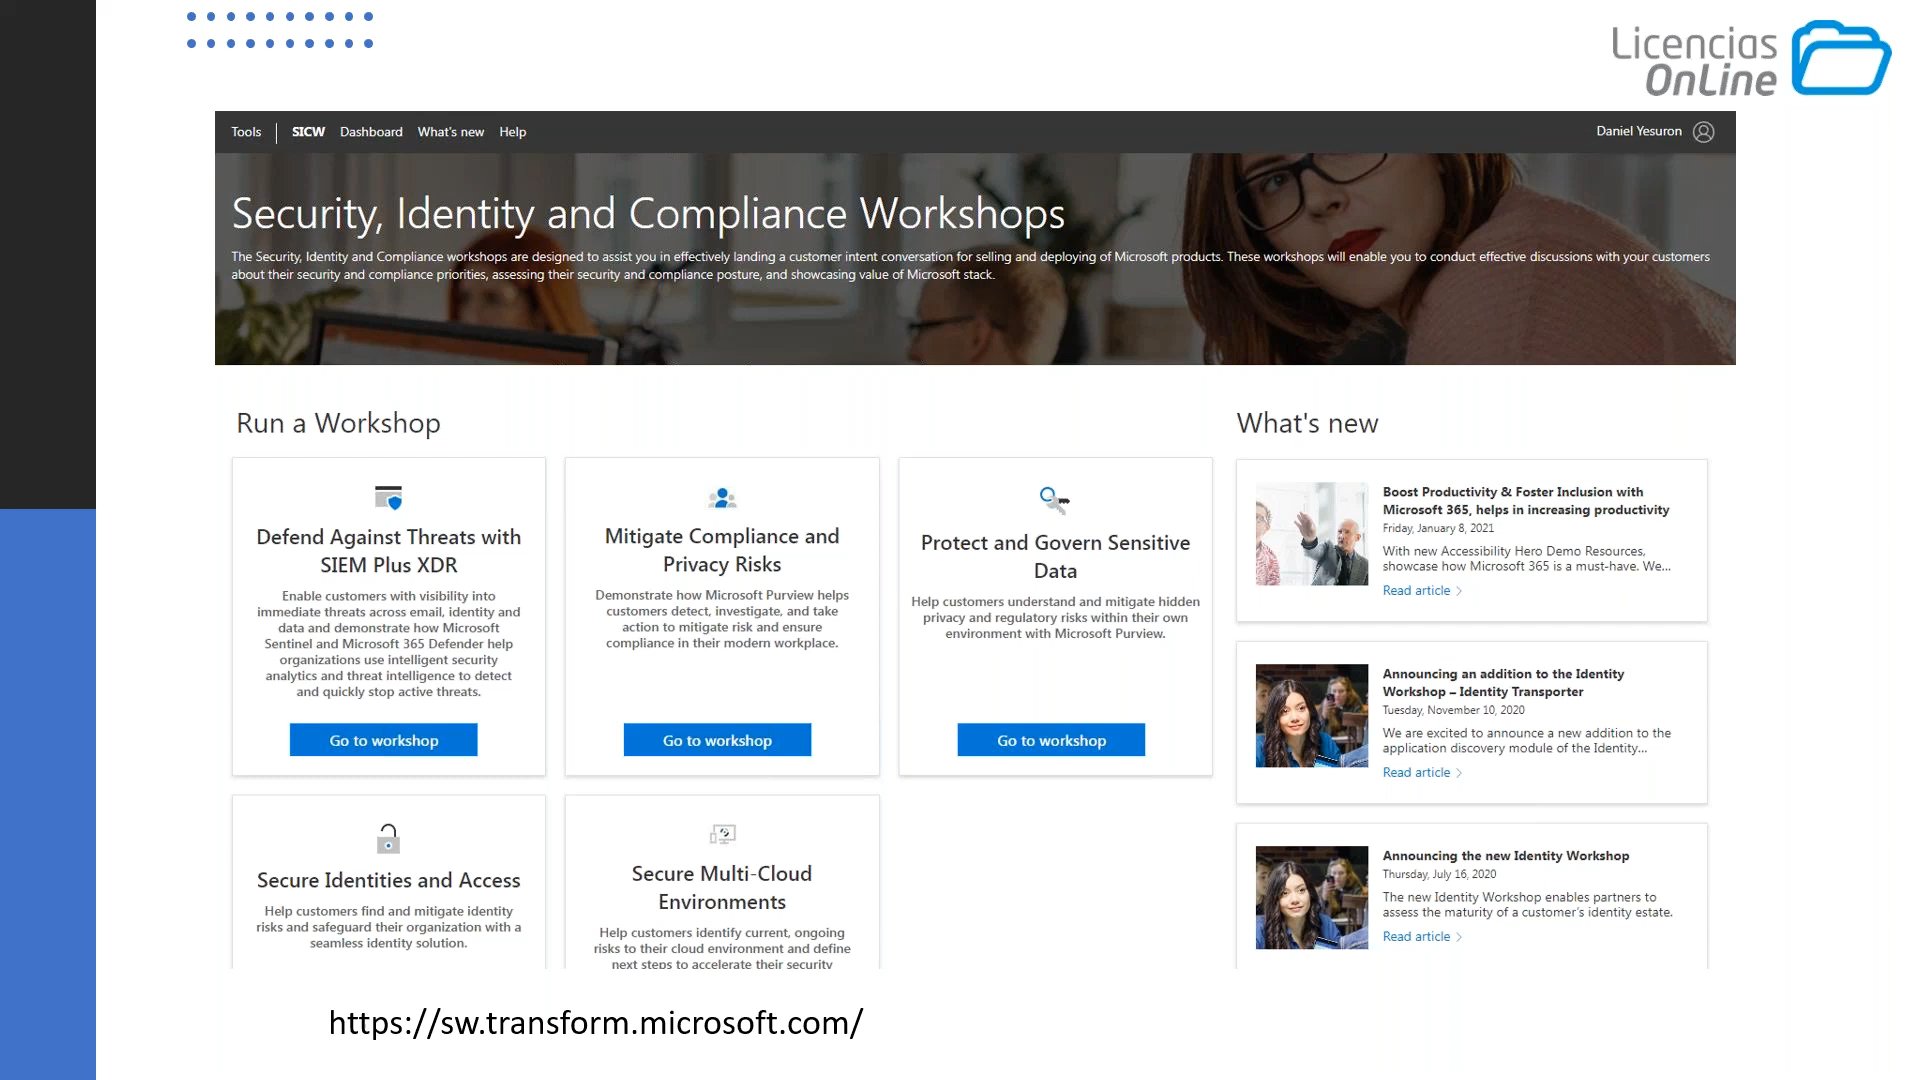 Licencias
OnLine
Tools
SICW
Dashboard
What's new
Help
Daniel Yesuron
Security, Identity and Compliance Workshops
The Security, Identity and Compliance workshops are designed to assist you in effectively landing a customer intent conversation for selling and deploying of Microsoft products. These workshops will enable you to conduct effective discussions with your customers
about their security and compliance priorities, assessing their security and compliance posture, and showcasing value of Microsoft stack.
Run a Workshop
Defend Against Threats with
SIEM Plus XDR
Enable customers with visibility into
immediate threats across email, identity and
data and demonstrate how Microsoft
Sentinel and Microsoft 365 Defender help
organizations use intelligent security
analytics and threat intelligence to detect
and quickly stop active threats.
Go to workshop
Mitigate Compliance and
Privacy Risks
Demonstrate how Microsoft Purview helps
customers detect, investigate, and take
action to mitigate risk and ensure
compliance in their modern workplace.
Go to workshop
Protect and Govern Sensitive
Data
Help customers understand and mitigate hidden
privacy and regulatory risks within their own
environment with Microsoft Purview.
Go to workshop
Secure Identities and Access
Help customers find and mitigate identity
risks and safeguard their organization with a
seamless identity solution.
Secure Multi-Cloud
Environments
Help customers identify current, ongoing
risks to their cloud environment and define
next steps to accelerate their security
What's new
Boost Productivity & Foster Inclusion with
Microsoft 365, helps in increasing productivity
Friday, January 8, 2021
With new Accessibility Hero Demo Resources,
showcase how Microsoft 365 is a must-have. We...
Read article
Announcing an addition to the Identity
Workshop – Identity Transporter
Tuesday, November 10, 2020
We are excited to announce a new addition to the
application discovery module of the Identity...
Read article
Announcing the new Identity Workshop
Thursday, July 16, 2020
The new Identity Workshop enables partners to
assess the maturity of a customer's identity estate.
Read article
https://sw.transform.microsoft.com/